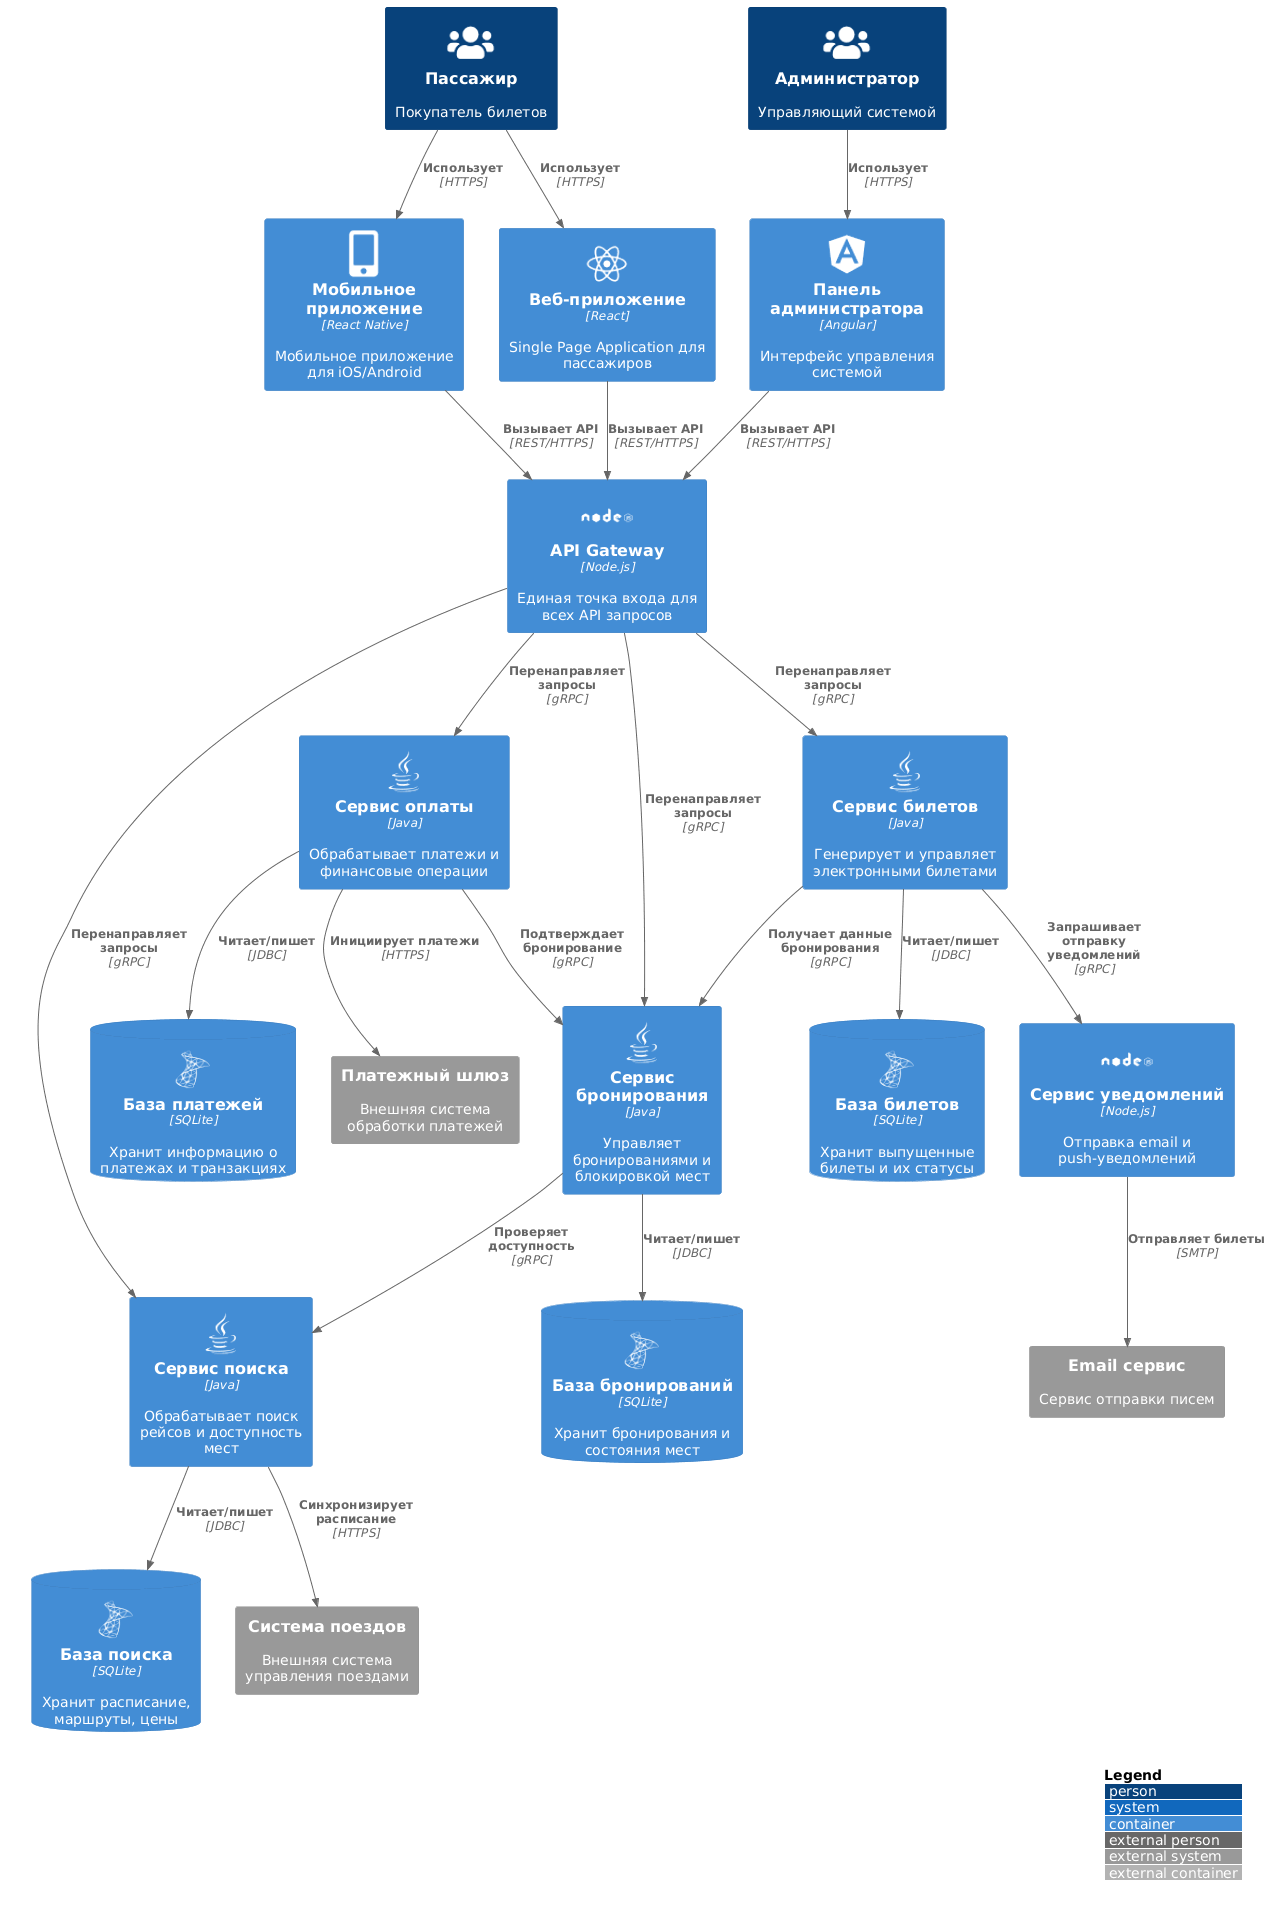 Пассажир
Покупатель билетов
Администратор
Управляющий системой
Использует
[HTTPS]
Использует
[HTTPS]
Использует
[HTTPS]
Мобильное
приложение
[React Native]
Мобильное приложение
для iOS/Android
Веб-приложение
[React]
Single Page Application для
пассажиров
Панель
администратора
[Angular]
Интерфейс управления
системой
Вызывает API
[REST/HTTPS]
Вызывает API
[REST/HTTPS]
Вызывает API
[REST/HTTPS]
node JS
API Gateway
[Node.js]
Единая точка входа для
всех API запросов
Перенаправляет
запросы
[gRPC]
Перенаправляет
запросы
[gRPC]
Сервис оплаты
[Java]
Обрабатывает платежи и
финансовые операции
Перенаправляет
запросы
[gRPC]
Сервис билетов
[Java]
Генерирует и управляет
электронными билетами
Перенаправляет
запросы
[gRPC]
Читает/пишет
[JDBC]
Инициирует платежи
[HTTPS]
Подтверждает
бронирование
[gRPC]
Получает данные
бронирования
[gRPC]
Читает/пишет
[JDBC]
Запрашивает
отправку
уведомлений
[gRPC]
База платежей
[SQLite]
Хранит информацию о
платежах и транзакциях
Платежный шлюз
Внешняя система
обработки платежей
Сервис
бронирования
[Java]
Управляет
бронированиями и
блокировкой мест
База билетов
[SQLite]
Хранит выпущенные
билеты и их статусы
node JS
Сервис уведомлений
[Node.js]
Отправка email и
push-уведомлений
Проверяет
доступность
[gRPC]
Читает/пишет
[JDBC]
Отправляет билеты
[SMTP]
Сервис поиска
[Java]
Обрабатывает поиск
рейсов и доступность
мест
База бронирований
[SQLite]
Хранит бронирования и
состояния мест
Email сервис
Сервис отправки писем
Читает/пишет
[JDBC]
Синхронизирует
расписание
[HTTPS]
База поиска
[SQLite]
Хранит расписание,
маршруты, цены
Система поездов
Внешняя система
управления поездами
Legend
person
system
container
external person
external system
external container